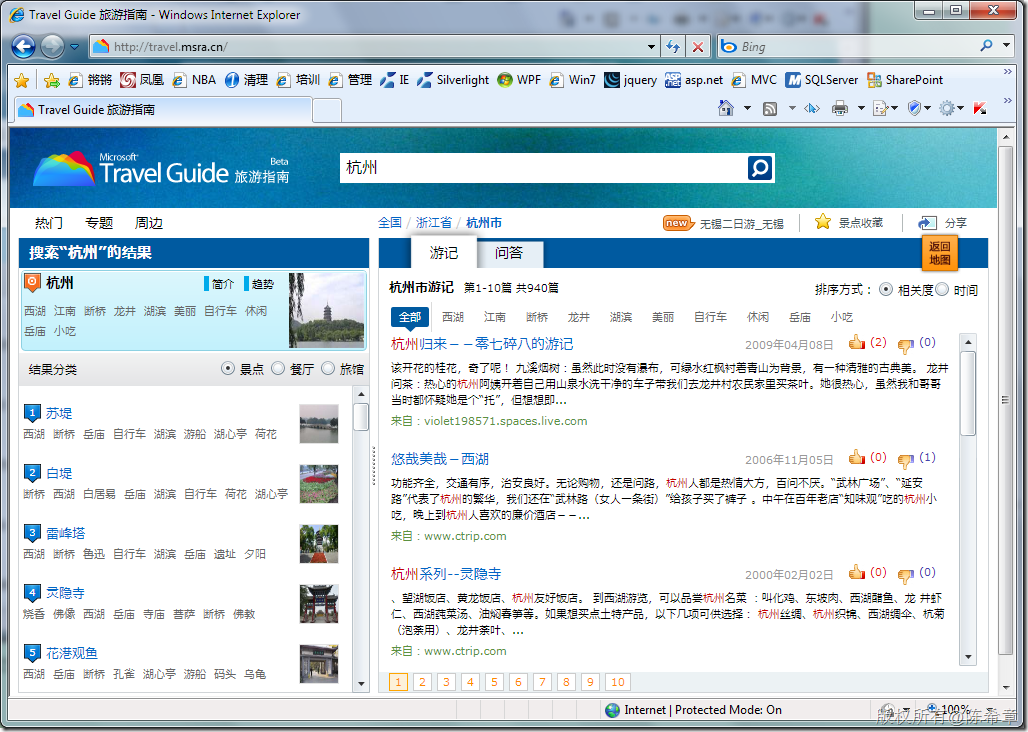 Travel Guide 旅游指南 - Windows Internet Explorer
http://travel.msra.cn/
Bing
锵锵 凤凰 NBA 清理 培训 管理 IE Silverlight WPF Win7 jquery asp.net MVC SQLServer SharePoint
Travel Guide 旅游指南
Microsoft
Travel Guide 旅游指南
Beta
杭州
热门 专题 周边
全国 / 浙江省 / 杭州市
new 无锡二日游_无锡 景点收藏 分享
搜索“杭州”的结果
游记 问答
返回
地图
杭州 简介 趋势
西湖 江南 断桥 龙井 湖滨 美丽 自行车 休闲
岳庙 小吃
结果分类 景点 餐厅 旅馆
1 苏堤
西湖 断桥 岳庙 自行车 湖滨 游船 湖心亭 荷花
2 白堤
断桥 西湖 白居易 岳庙 湖滨 自行车 荷花 湖心亭
3 雷峰塔
西湖 断桥 鲁迅 自行车 湖滨 岳庙 遗址 夕阳
4 灵隐寺
烧香 佛像 西湖 岳庙 寺庙 菩萨 断桥 佛教
5 花港观鱼
西湖 岳庙 断桥 孔雀 湖心亭 游船 码头 乌龟
杭州市游记 第1-10篇 共940篇
排序方式： 相关度 时间
全部 西湖 江南 断桥 龙井 湖滨 美丽 自行车 休闲 岳庙 小吃
杭州归来－－零七碎八的游记 2009年04月08日 (2) (0)
该开花的桂花，奇了呢！ 九溪烟树：虽然此时没有瀑布，可绿水红枫衬着青山为背景，有一种清雅的古典美。 龙井
问茶：热心的杭州阿姨开着自己用山泉水洗干净的车子带我们去龙井村农民家里买茶叶。她很热心，虽然我和哥哥
当时都怀疑她是个“托”，但想想即...
来自：violet198571.spaces.live.com
悠哉美哉－西湖 2006年11月05日 (0) (1)
功能齐全，交通有序，治安良好。无论购物，还是问路，杭州人都是热情大方，百问不厌。“武林广场”、“延安
路”代表了杭州的繁华，我们还在“武林路（女人一条街）”给孩子买了裤子 。中午在百年老店“知味观”吃的杭州小
吃，晚上到杭州人喜欢的廉价酒店－－...
来自：www.ctrip.com
杭州系列--灵隐寺 2000年02月02日 (0) (0)
、望湖饭店、黄龙饭店、杭州友好饭店。 到西湖游览，可以品尝杭州名菜 ：叫化鸡、东坡肉、西湖醋鱼、龙 井虾
仁、西湖莼菜汤、油焖春笋等。如果想买点土特产品，以下几项可供选择： 杭州丝绸、杭州织锦、西湖绸伞、杭菊
（泡茶用）、龙井茶叶、...
来自：www.ctrip.com
1 2 3 4 5 6 7 8 9 10
Internet | Protected Mode: On
100%
版权所有@陈希章